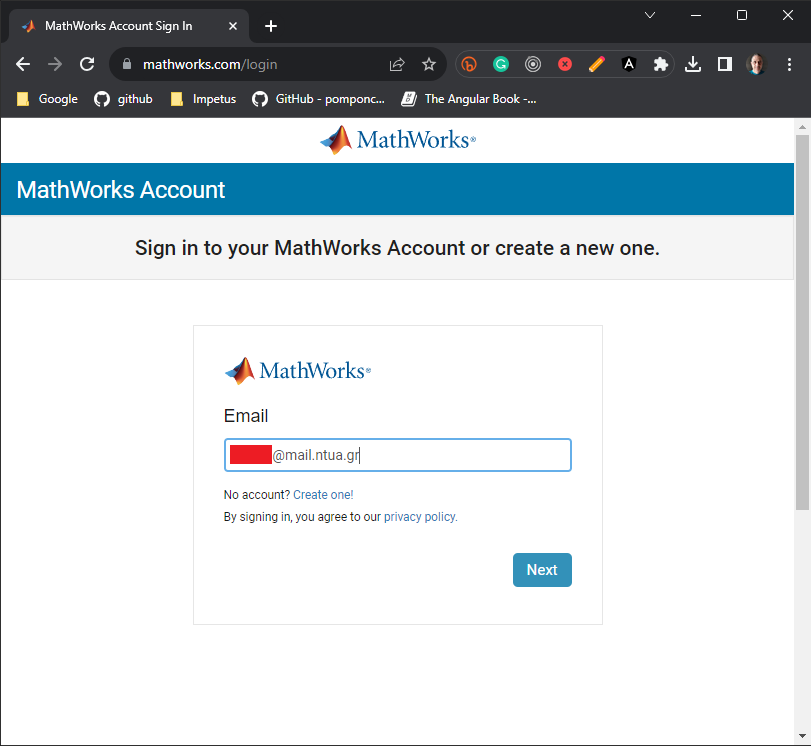 MathWorks Account Sign In
mathworks.com/login
Google github Impetus GitHub - pomponc... The Angular Book -...
MathWorks®
MathWorks Account
Sign in to your MathWorks Account or create a new one.
MathWorks®
Email
@mail.ntua.gr
No account? Create one!
By signing in, you agree to our privacy policy.
Next